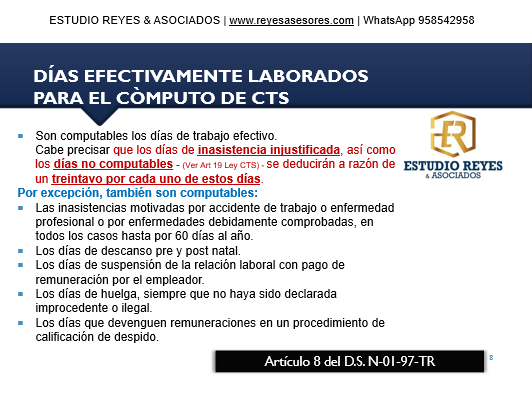 ESTUDIO REYES & ASOCIADOS | www.reyesasesores.com | WhatsApp 958542958
DÍAS EFECTIVAMENTE LABORADOS
PARA EL CÒMPUTO DE CTS
Son computables los días de trabajo efectivo.
Cabe precisar que los días de inasistencia injustificada, así como
los días no computables - (Ver Art 19 Ley CTS) - se deducirán a razón de
un treintavo por cada uno de estos días.
Por excepción, también son computables:
Las inasistencias motivadas por accidente de trabajo o enfermedad
profesional o por enfermedades debidamente comprobadas, en
todos los casos hasta por 60 días al año.
Los días de descanso pre y post natal.
Los días de suspensión de la relación laboral con pago de
remuneración por el empleador.
Los días de huelga, siempre que no haya sido declarada
improcedente o ilegal.
Los días que devenguen remuneraciones en un procedimiento de
calificación de despido.
ER
ESTUDIO REYES
& ASOCIADOS
Artículo 8 del D.S. N-01-97-TR
8